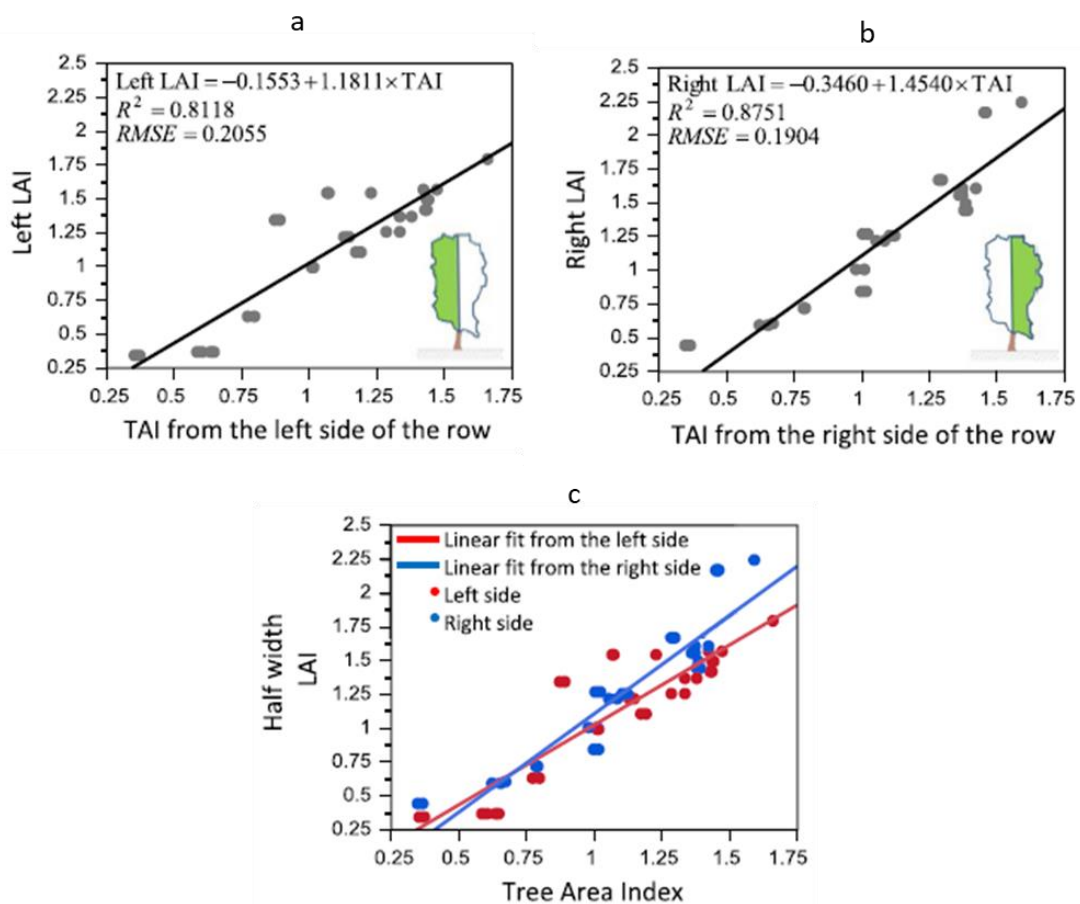 a
2.5
2.25
2
1.75
1.5
1.25
1
0.75
0.5
0.25
Left LAI
Left LAI = −0.1553+1.1811×TAI
R² = 0.8118
RMSE = 0.2055
0.25 0.5 0.75 1 1.25 1.5 1.75
TAI from the left side of the row
b
2.5
2.25
2
1.75
1.5
1.25
1
0.75
0.5
0.25
Right LAI
Right LAI = −0.3460+1.4540×TAI
R² = 0.8751
RMSE = 0.1904
0.25 0.5 0.75 1 1.25 1.5 1.75
TAI from the right side of the row
c
2.5
2.25
2
1.75
1.5
1.25
1
0.75
0.5
0.25
Half width
LAI
Linear fit from the left side
Linear fit from the right side
Left side
Right side
0.25 0.5 0.75 1 1.25 1.5 1.75
Tree Area Index